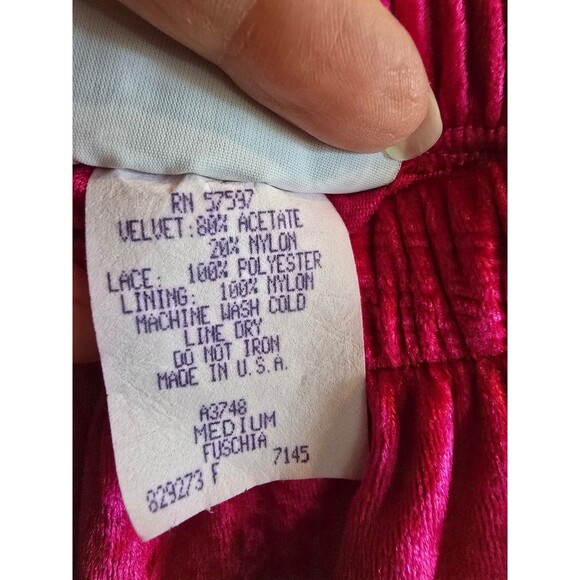 RN 57597
VELVET: 80% ACETATE
20% NYLON
LACE: 100% POLYESTER
LINING: 100% NYLON
MACHINE WASH COLD
LINE DRY
DO NOT IRON
MADE IN U.S.A.
A3748
MEDIUM
FUSCHIA
829273 F 7145